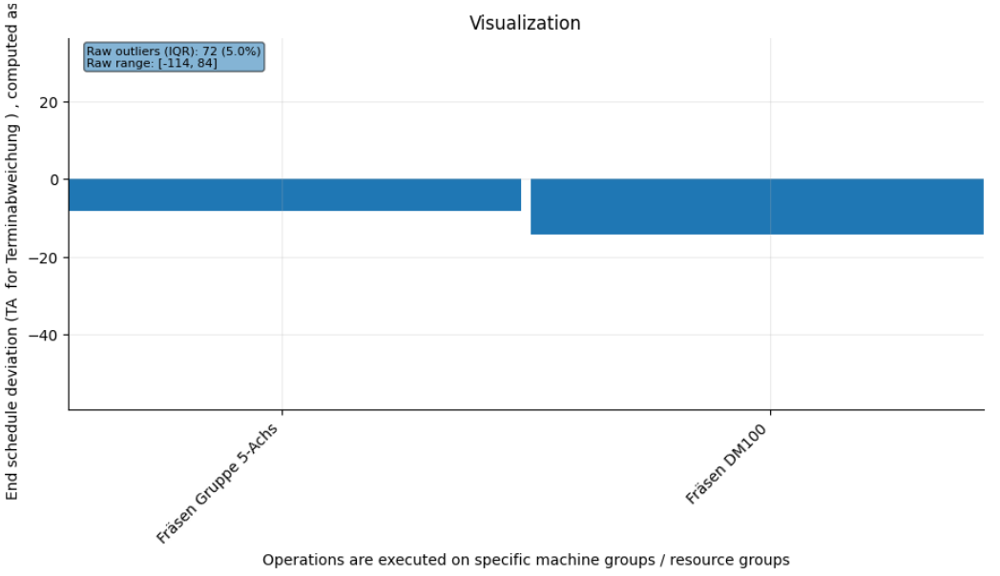 Visualization
Raw outliers (IQR): 72 (5.0%)
Raw range: [-114, 84]
End schedule deviation (TA for Terminabweichung ) , computed as
20
0
−20
−40
Fräsen Gruppe 5-Achs
Fräsen DM100
Operations are executed on specific machine groups / resource groups